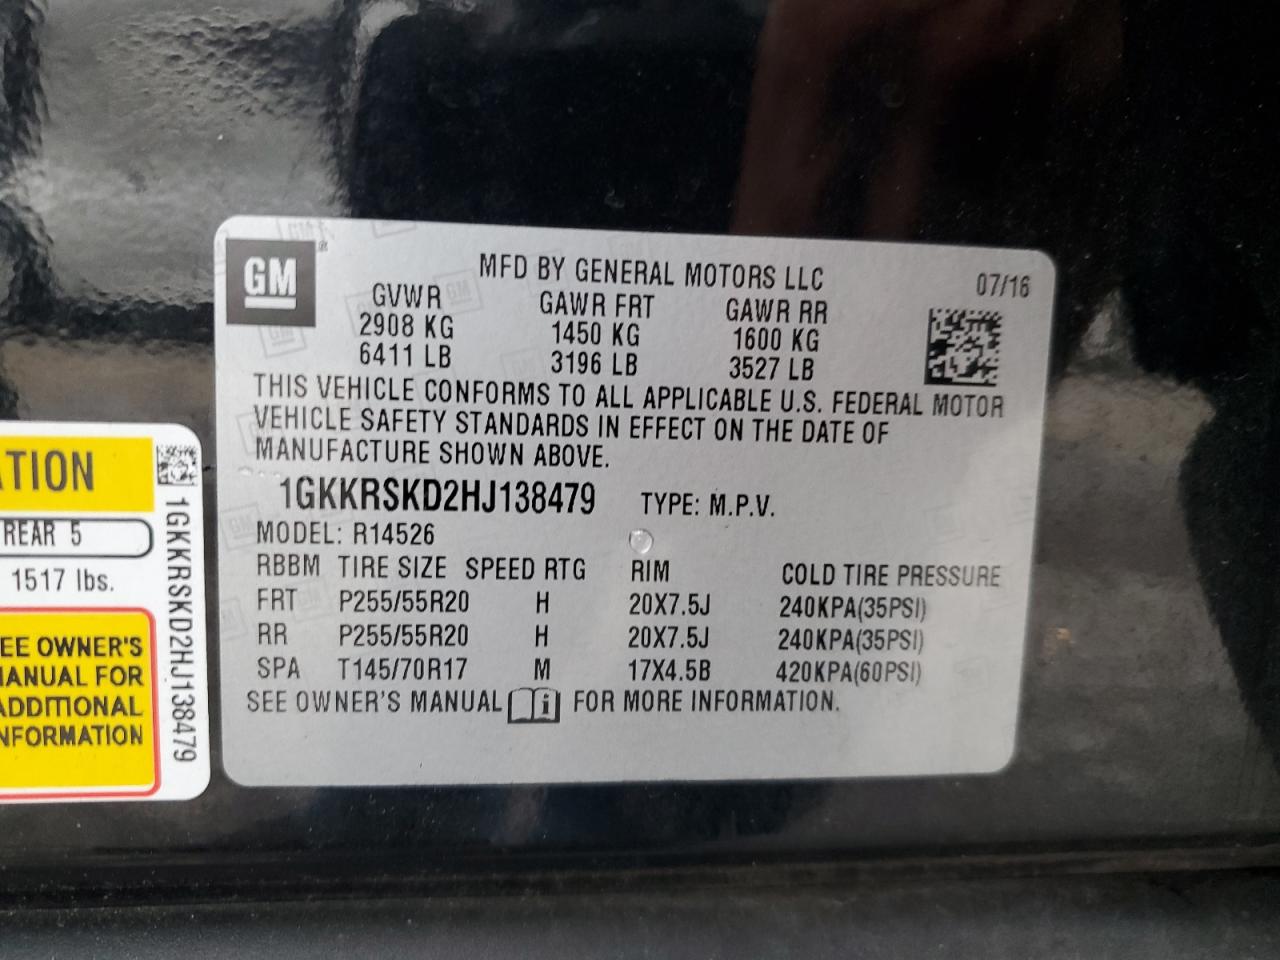 GM
MFD BY GENERAL MOTORS LLC 07/16
GVWR GAWR FRT GAWR RR
2908 KG 1450 KG 1600 KG
6411 LB 3196 LB 3527 LB
THIS VEHICLE CONFORMS TO ALL APPLICABLE U.S. FEDERAL MOTOR
VEHICLE SAFETY STANDARDS IN EFFECT ON THE DATE OF
MANUFACTURE SHOWN ABOVE.
1GKKRSKD2HJ138479 TYPE: M.P.V.
MODEL: R14526
RBBM TIRE SIZE SPEED RTG RIM COLD TIRE PRESSURE
FRT P255/55R20 H 20X7.5J 240KPA(35PSI)
RR P255/55R20 H 20X7.5J 240KPA(35PSI)
SPA T145/70R17 M 17X4.5B 420KPA(60PSI)
SEE OWNER'S MANUAL i FOR MORE INFORMATION.
ATION
REAR 5
1517 lbs.
EE OWNER'S
ANUAL FOR
ADDITIONAL
NFORMATION
1GKKRSKD2HJ138479